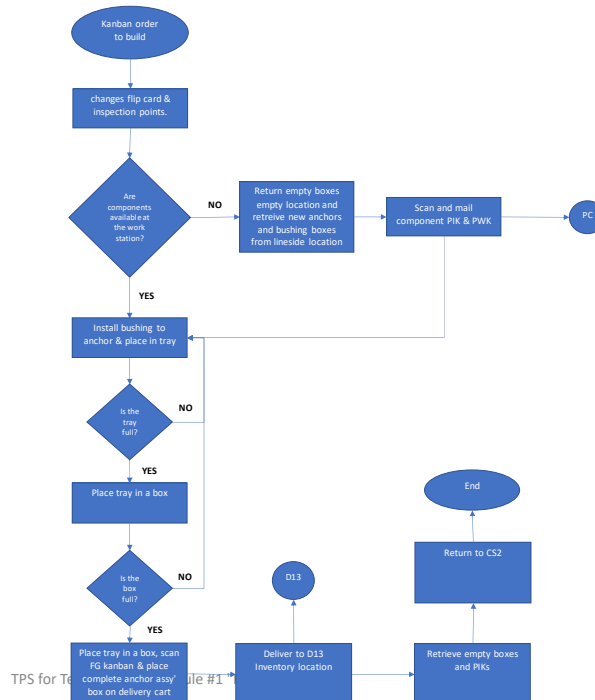 Kanban order
to build
changes flip card &
inspection points.
Are
components
available at
the work
station?
NO
Return empty boxes
empty location and
retreive new anchors
and bushing boxes
from lineside location
Scan and mail
component PIK & PWK
PC
YES
Install bushing to
anchor & place in tray
Is the
tray
full?
NO
YES
Place tray in a box
Is the
box
full?
NO
YES
Place tray in a box, scan
FG kanban & place
complete anchor assy'
box on delivery cart
D13
Deliver to D13
Inventory location
Retrieve empty boxes
and PIKs
Return to CS2
End
TPS for #1